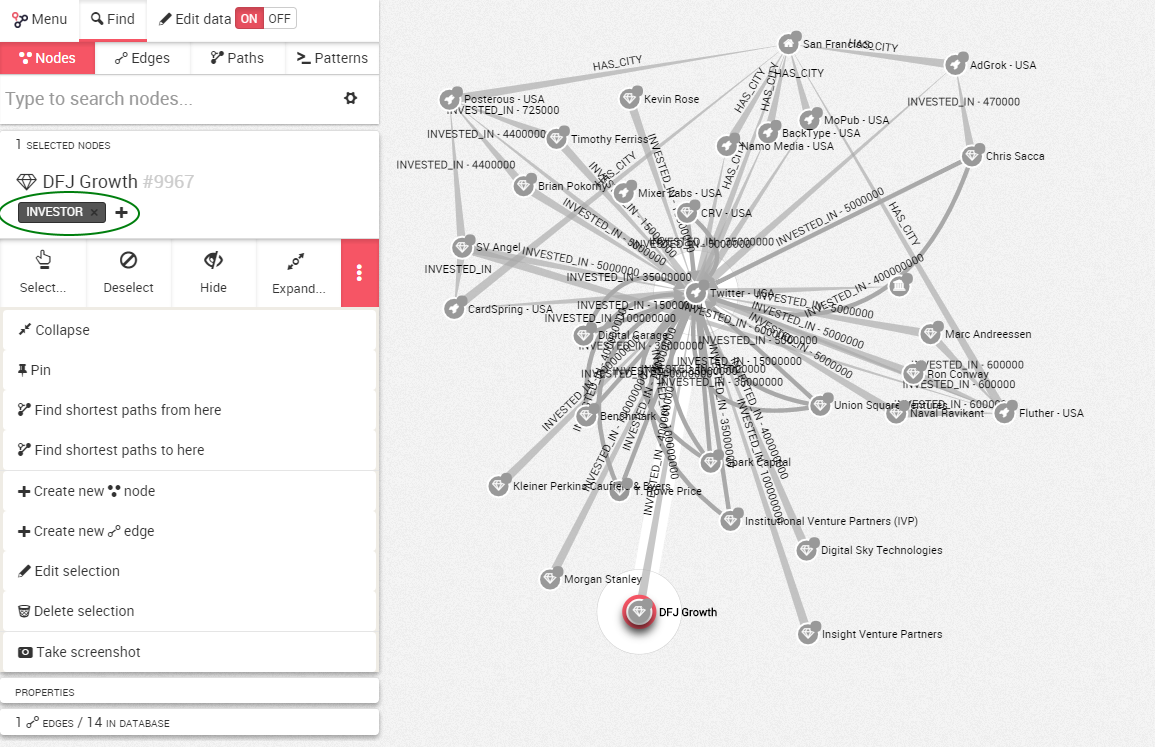 Menu
Find
Edit data ON OFF
Nodes
Edges
Paths
Patterns
Type to search nodes...
1 SELECTED NODES
DFJ Growth #9967
INVESTOR ×
Select...
Deselect
Hide
Expand...
Collapse
Pin
Find shortest paths from here
Find shortest paths to here
Create new node
Create new edge
Edit selection
Delete selection
Take screenshot
PROPERTIES
1 EDGES / 14 IN DATABASE
San Francisco
HAS_CITY
HAS_CITY
AdGrok - USA
HAS_CITY
HAS_CITY
HAS_CITY
Posterous - USA
INVESTED_IN - 725000
Kevin Rose
INVESTED_IN - 470000
MoPub - USA
BackType - USA
INVESTED_IN - 4400000
Timothy Ferriss
Namo Media - USA
Chris Sacca
INVESTED_IN - 4400000
HAS_CITY
Brian Pokorny
Mixer Labs - USA
CRV - USA
INVESTED_IN - 5000000
HAS_CITY
SV Angel
INVESTED_IN - 5000000
INVESTED_IN - 5000000
INVESTED_IN
INVESTED_IN - 35000000
INVESTED_IN - 400000000
Twitter - USA
CardSpring - USA
INVESTED_IN - 100000000
Digital Garage
Marc Andreessen
INVESTED_IN - 5000000
INVESTED_IN - 5000000
INVESTED_IN - 15000000
INVESTED_IN - 35000000
INVESTED_IN - 600000
Ron Conway
INVESTED_IN - 600000
Union Square Ventures
Naval Ravikant
Fluther - USA
Benchmark
Spark Capital
Kleiner Perkins Caufield & Byers
T. Rowe Price
Institutional Venture Partners (IVP)
Digital Sky Technologies
Morgan Stanley
DFJ Growth
Insight Venture Partners